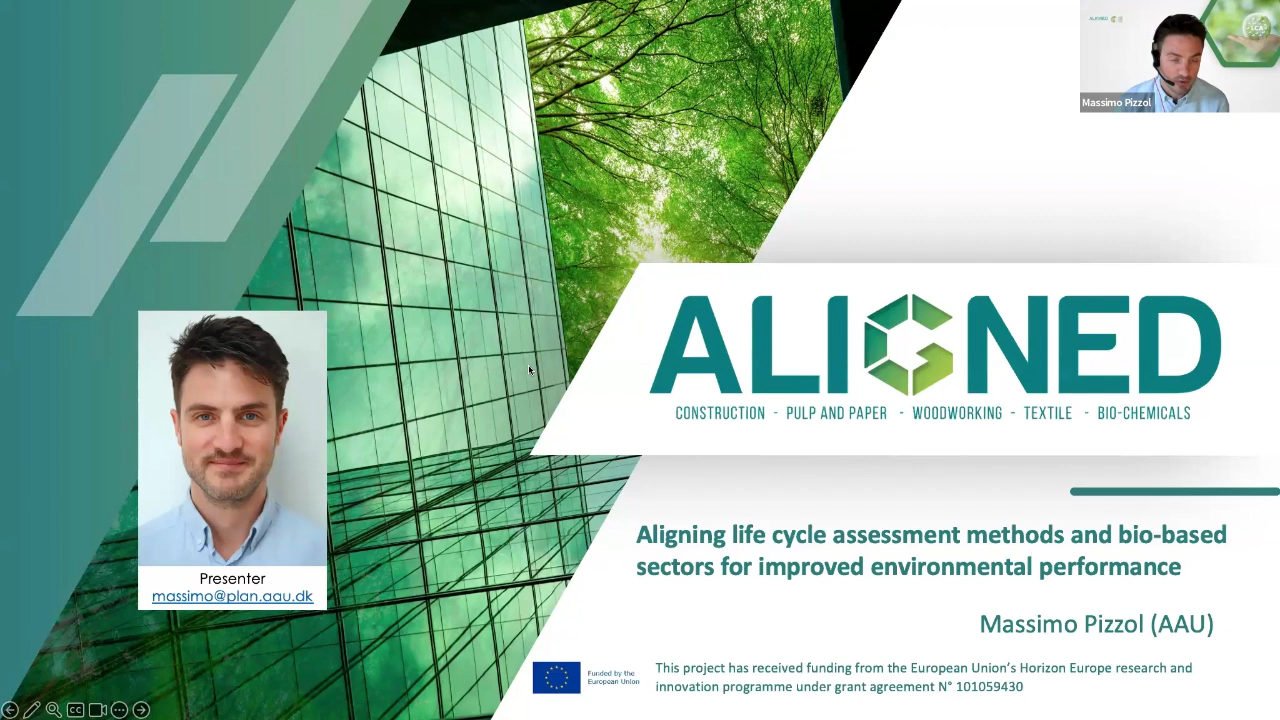 ALIGNED
Massimo Pizzol
ALIGNED
CONSTRUCTION - PULP AND PAPER - WOODWORKING - TEXTILE - BIO-CHEMICALS
Aligning life cycle assessment methods and bio-based
sectors for improved environmental performance
Presenter
massimo@plan.aau.dk
Massimo Pizzol (AAU)
Funded by the
European Union
This project has received funding from the European Union’s Horizon Europe research and
innovation programme under grant agreement N° 101059430
CC